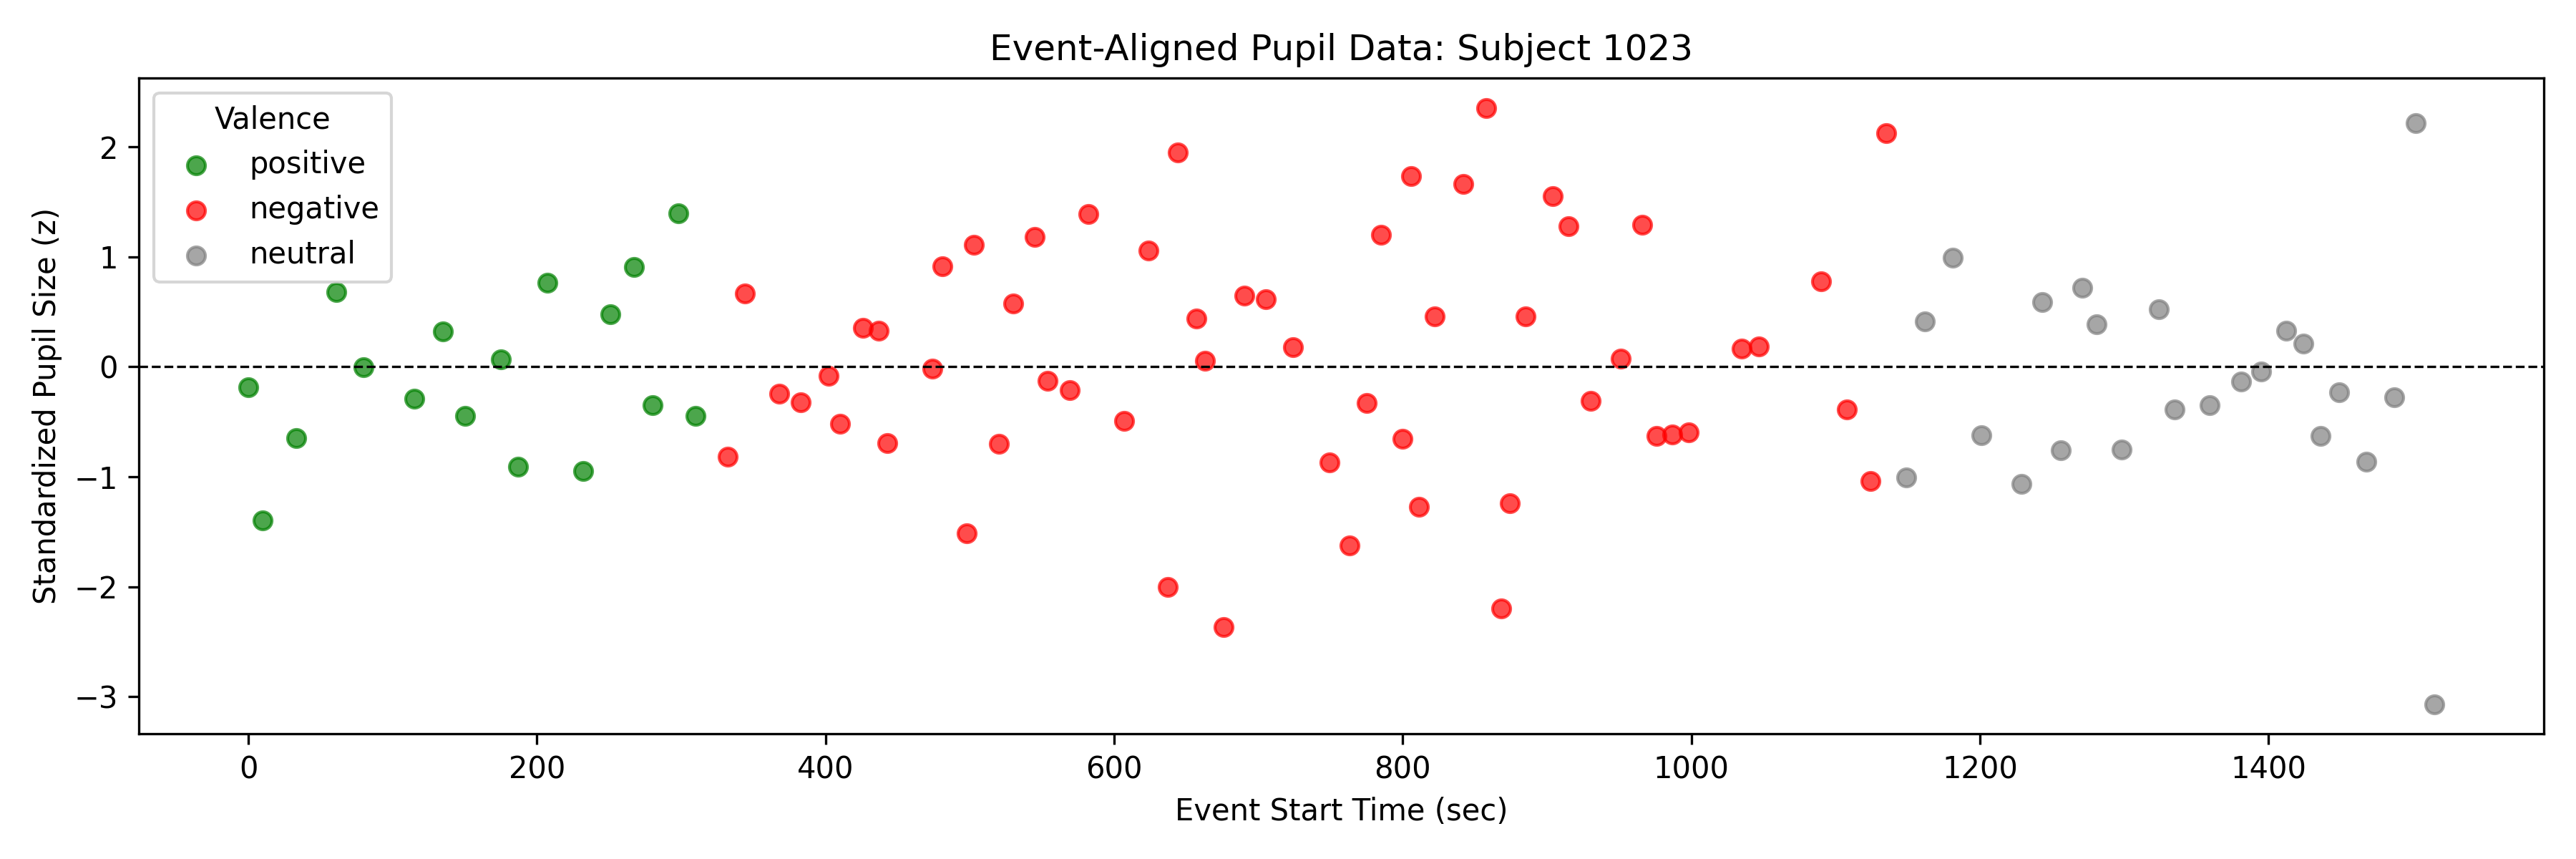 Event-Aligned Pupil Data: Subject 1023
Valence
positive
negative
neutral
Standardized Pupil Size (z)
2
1
0
−1
−2
−3
0 200 400 600 800 1000 1200 1400
Event Start Time (sec)